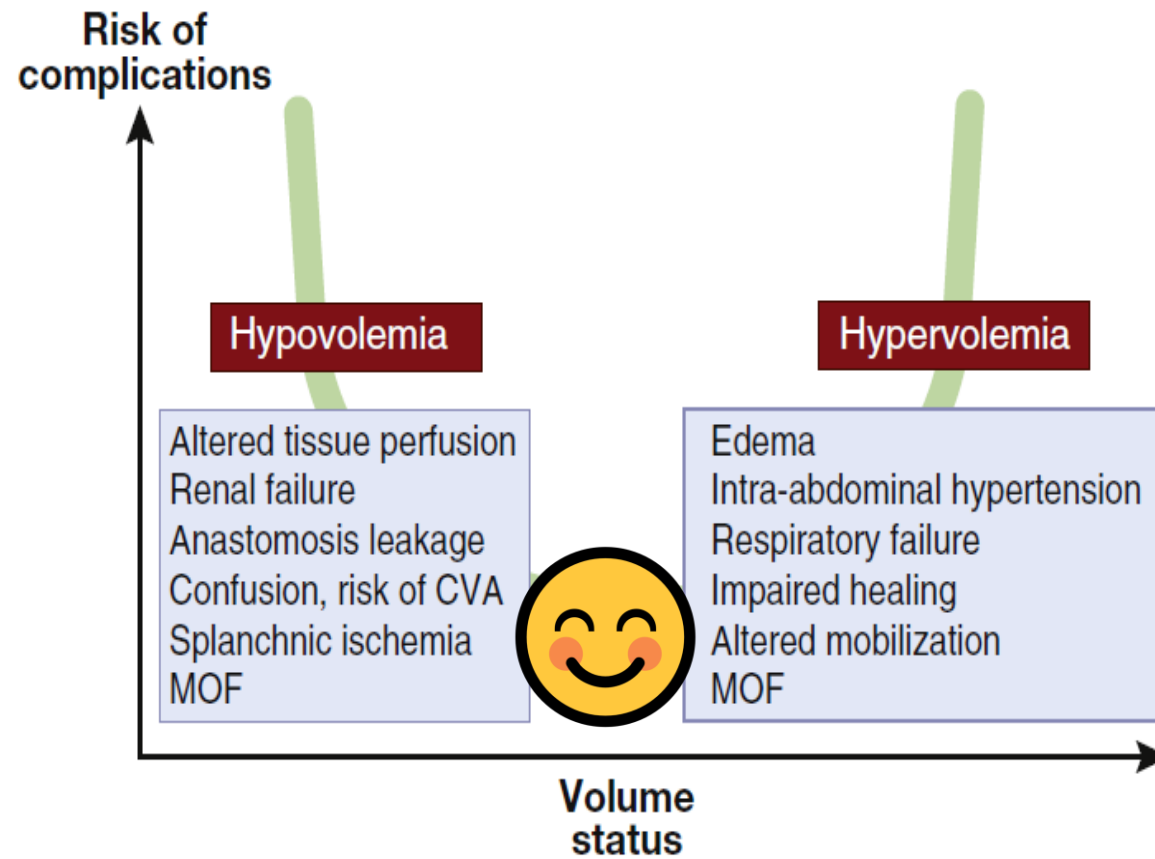 Risk of
complications
Hypovolemia
Altered tissue perfusion
Renal failure
Anastomosis leakage
Confusion, risk of CVA
Splanchnic ischemia
MOF
Hypervolemia
Edema
Intra-abdominal hypertension
Respiratory failure
Impaired healing
Altered mobilization
MOF
Volume
status